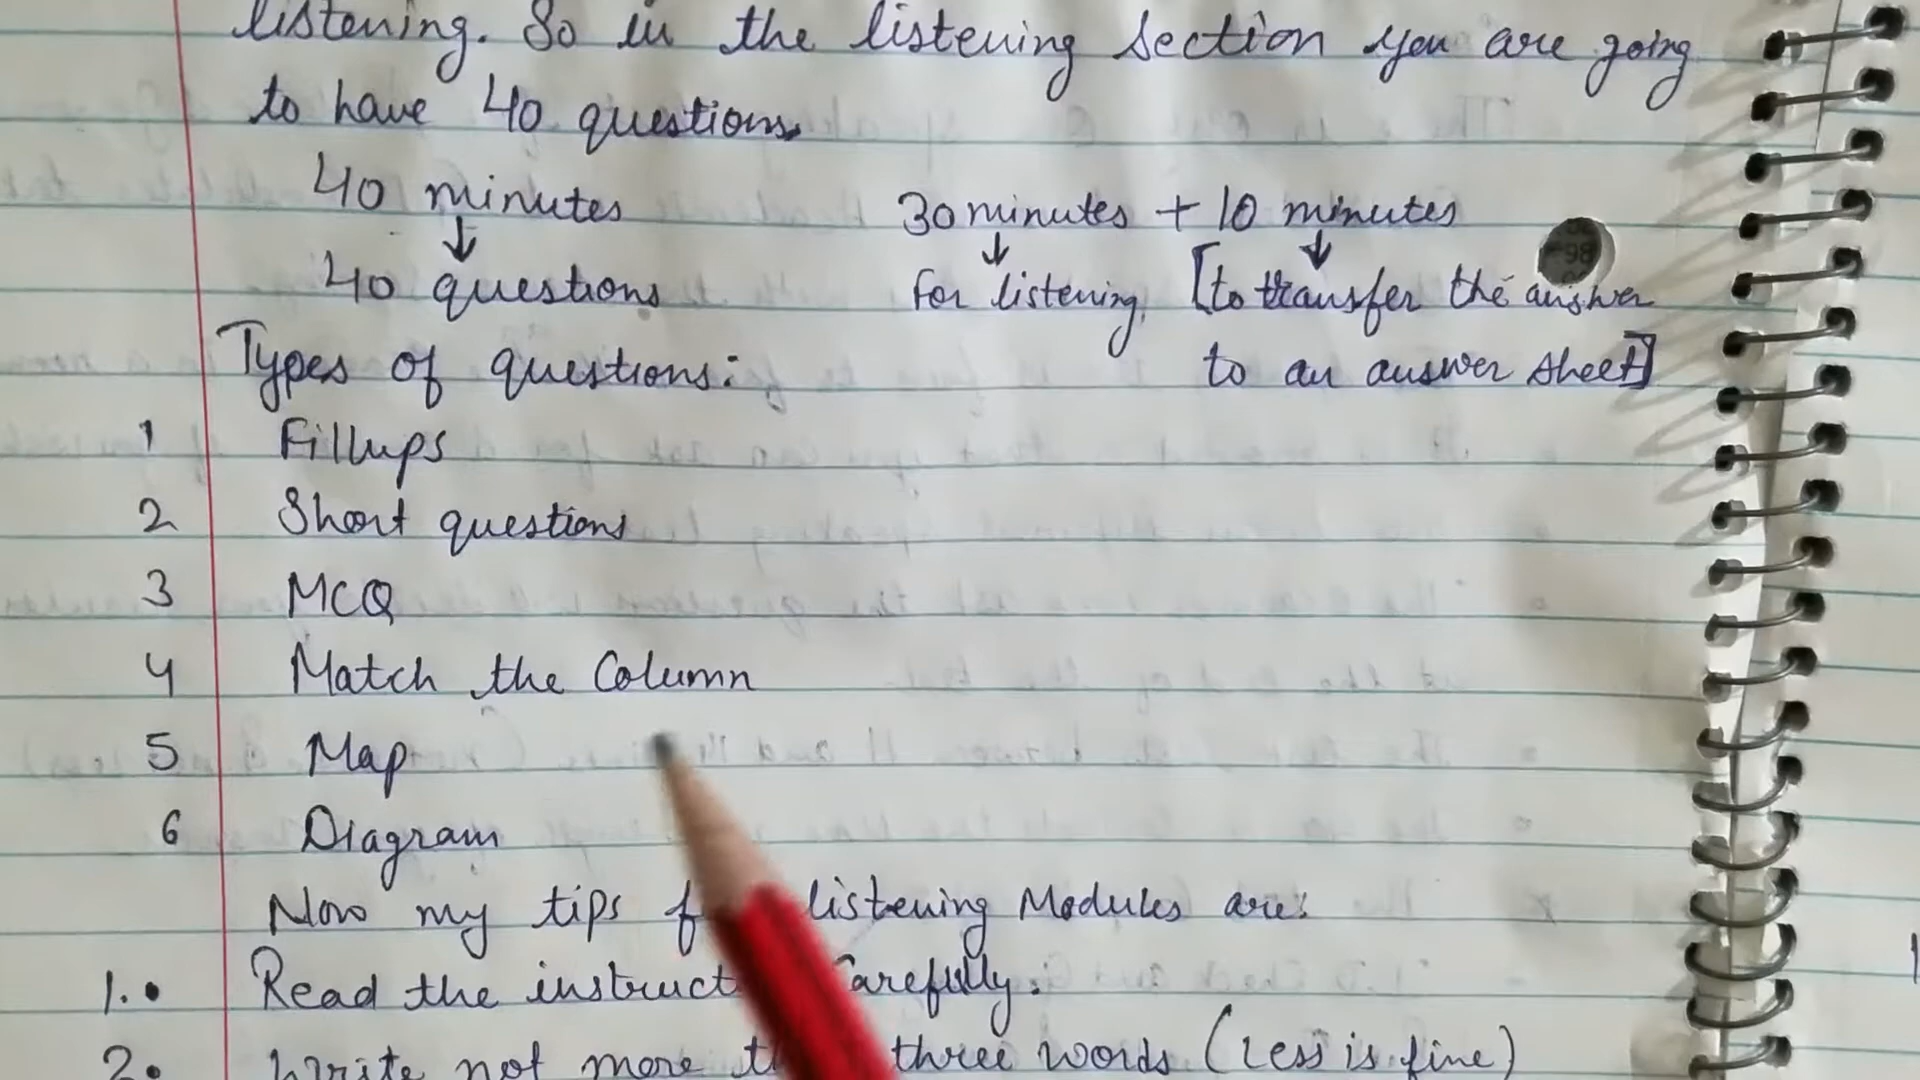 listening. So in the listening section you are going
to have 40 questions.
40 minutes 30 minutes + 10 minutes
↓ ↓ ↓
40 questions for listening, [to transfer the answer
Types of questions: to an answer sheet]
1 Fillups
2 Short questions
3 MCQ
4 Match the Column
5 Map
6 Diagram
Now my tips f listening Modules are:
1. • Read the instruct arefully.
2. Write not more th three words (less is fine)